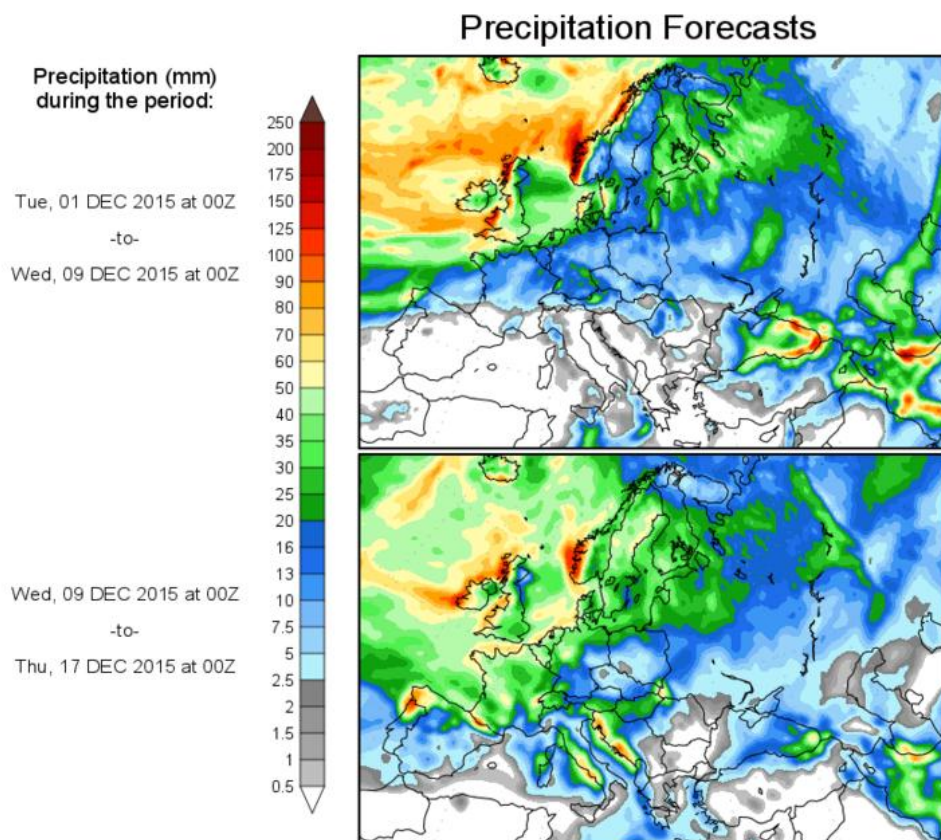 Precipitation Forecasts
Precipitation (mm)
during the period:
Tue, 01 DEC 2015 at 00Z
-to-
Wed, 09 DEC 2015 at 00Z
Wed, 09 DEC 2015 at 00Z
-to-
Thu, 17 DEC 2015 at 00Z
250
200
175
150
125
100
90
80
70
60
50
40
35
30
25
20
16
13
10
7.5
5
2.5
2
1.5
1
0.5